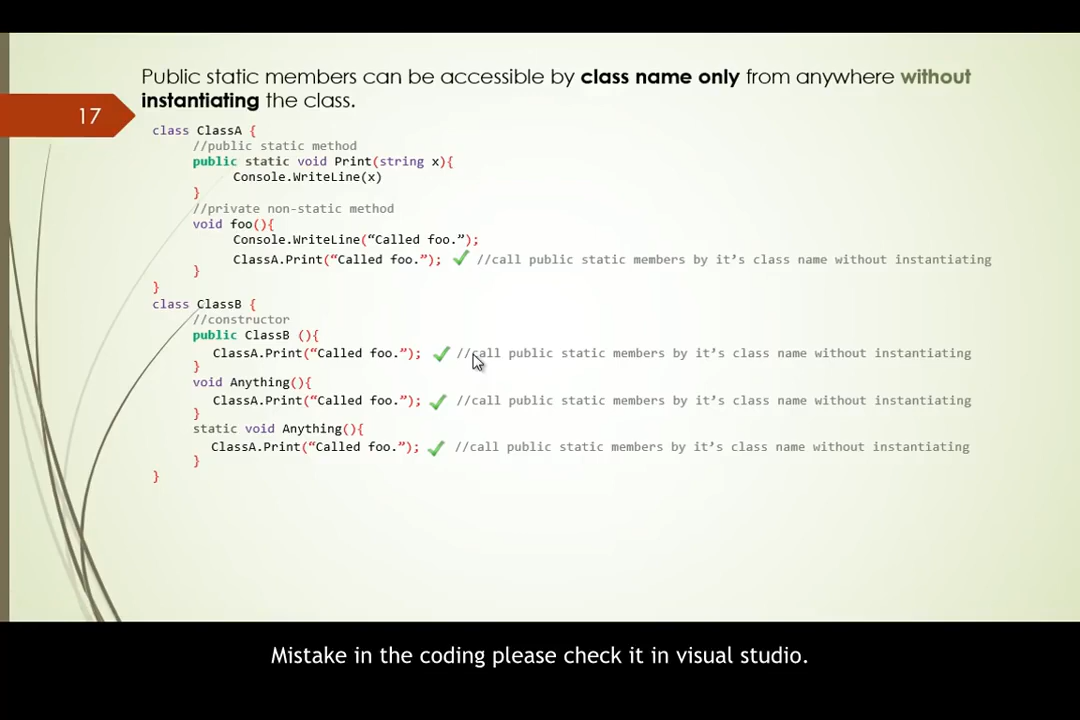 Public static members can be accessible by class name only from anywhere without
instantiating the class.
17
class ClassA {
//public static method
public static void Print(string x){
Console.WriteLine(x)
}
//private non-static method
void foo(){
Console.WriteLine(“Called foo.”);
ClassA.Print(“Called foo.”); //call public static members by it’s class name without instantiating
}
}
class ClassB {
//constructor
public ClassB (){
ClassA.Print(“Called foo.”); //call public static members by it’s class name without instantiating
}
void Anything(){
ClassA.Print(“Called foo.”); //call public static members by it’s class name without instantiating
}
static void Anything(){
ClassA.Print(“Called foo.”); //call public static members by it’s class name without instantiating
}
}
Mistake in the coding please check it in visual studio.